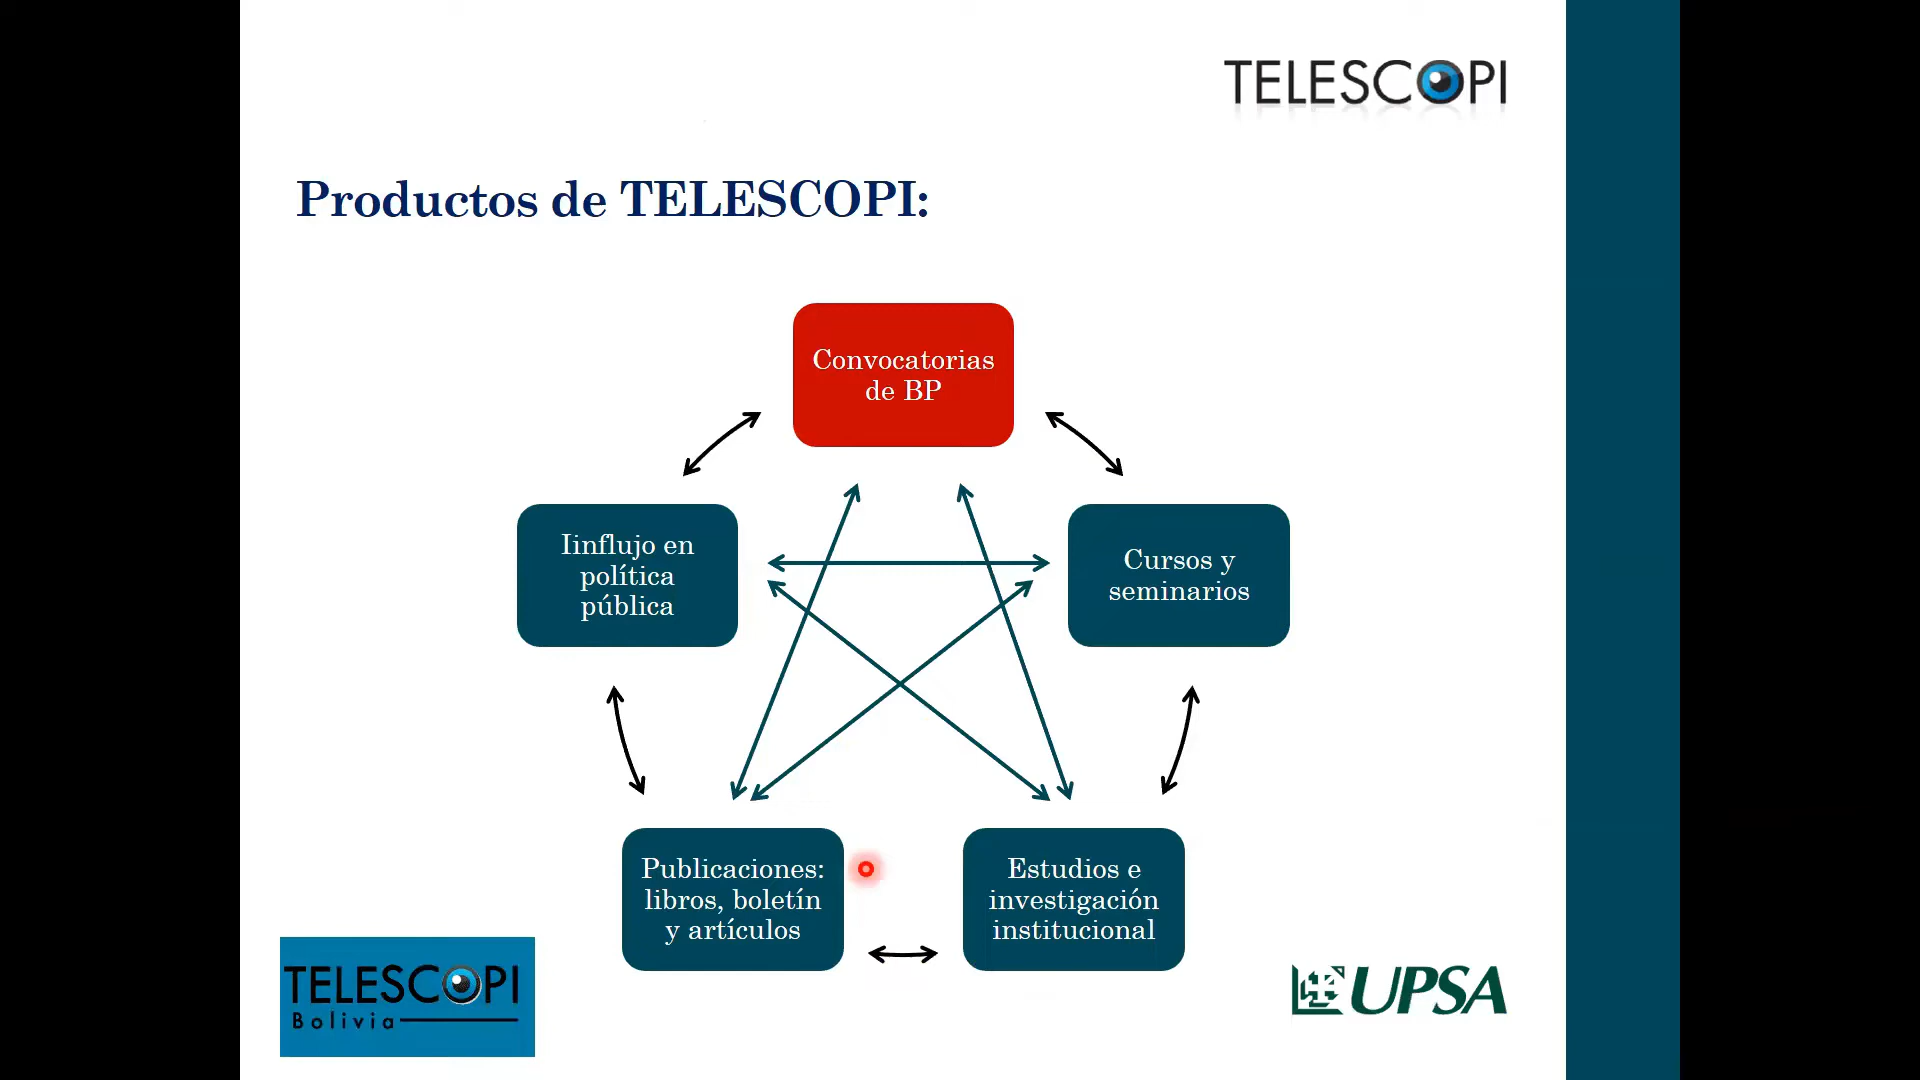 TELESCOPI
Productos de TELESCOPI:
Convocatorias
de BP
Iinflujo en
política
pública
Cursos y
seminarios
Publicaciones:
libros, boletín
y artículos
Estudios e
investigación
institucional
TELESCOPI
Bolivia
UPSA